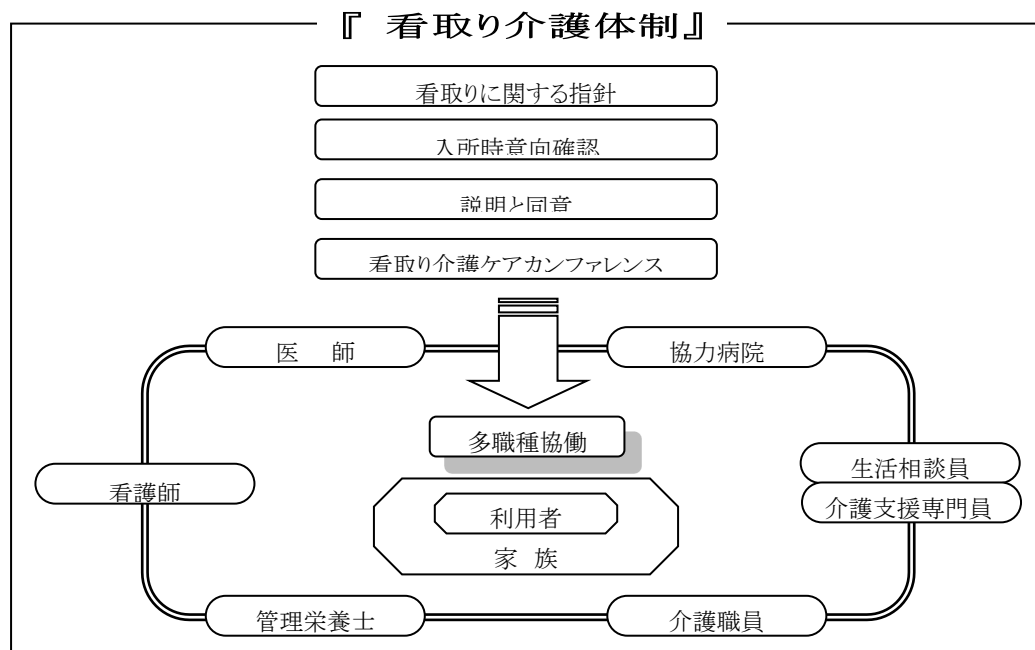 『 看取り介護体制』
看取りに関する指針
入所時意向確認
説明と同意
看取り介護ケアカンファレンス
医 師
協力病院
多職種協働
生活相談員
看護師
介護支援専門員
利用者
家 族
管理栄養士
介護職員